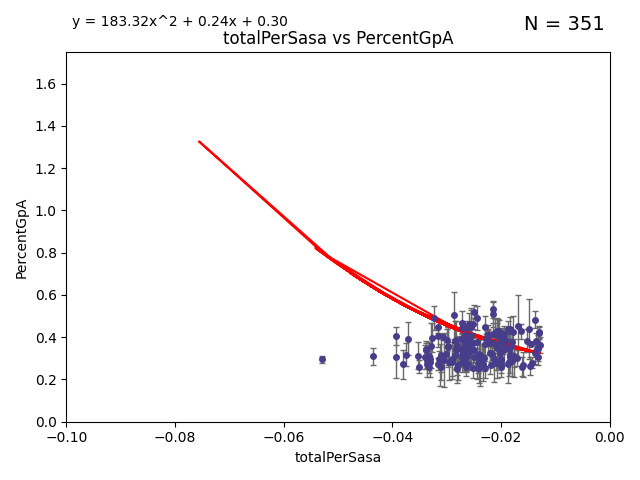 y = 183.32x^2 + 0.24x + 0.30
N = 351
totalPerSasa vs PercentGpA
PercentGpA
1.6
1.4
1.2
1.0
0.8
0.6
0.4
0.2
0.0
−0.10 −0.08 −0.06 −0.04 −0.02 0.00
totalPerSasa